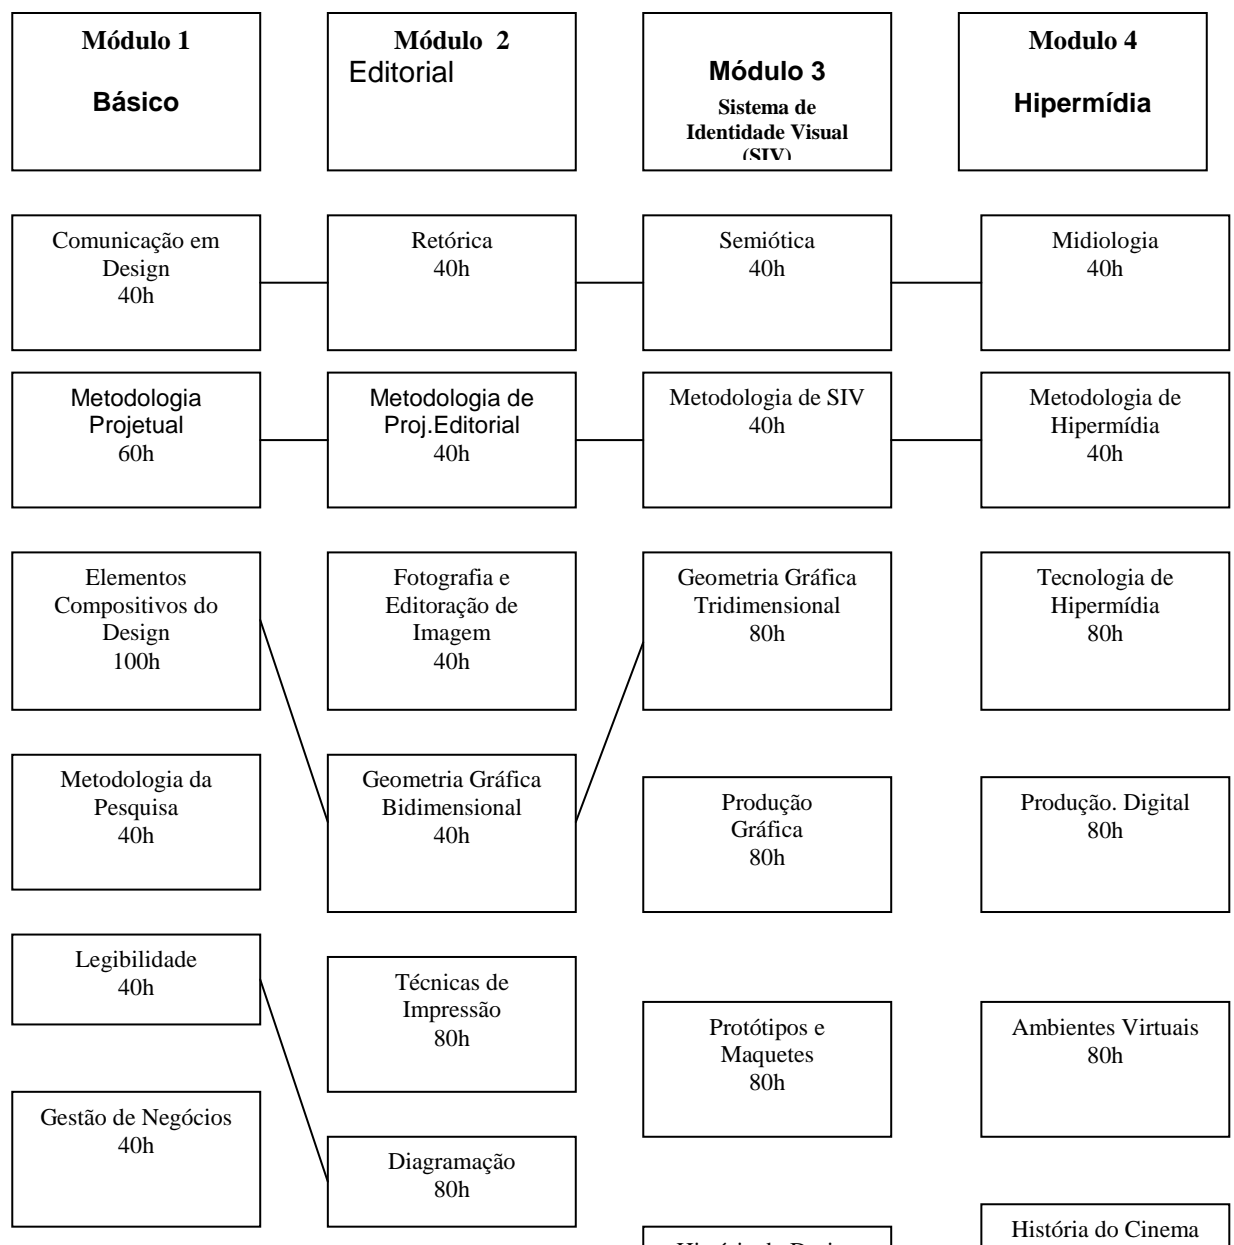 Módulo 1
Básico
Módulo 2
Editorial
Módulo 3
Sistema de
Identidade Visual
(SIV)
Modulo 4
Hipermídia
Comunicação em
Design
40h
Retórica
40h
Semiótica
40h
Midiologia
40h
Metodologia
Projetual
60h
Metodologia de
Proj.Editorial
40h
Metodologia de SIV
40h
Metodologia de
Hipermídia
40h
Elementos
Compositivos do
Design
100h
Fotografia e
Editoração de
Imagem
40h
Geometria Gráfica
Tridimensional
80h
Tecnologia de
Hipermídia
80h
Metodologia da
Pesquisa
40h
Geometria Gráfica
Bidimensional
40h
Produção
Gráfica
80h
Produção. Digital
80h
Legibilidade
40h
Técnicas de
Impressão
80h
Protótipos e
Maquetes
80h
Ambientes Virtuais
80h
Gestão de Negócios
40h
Diagramação
80h
História do Cinema